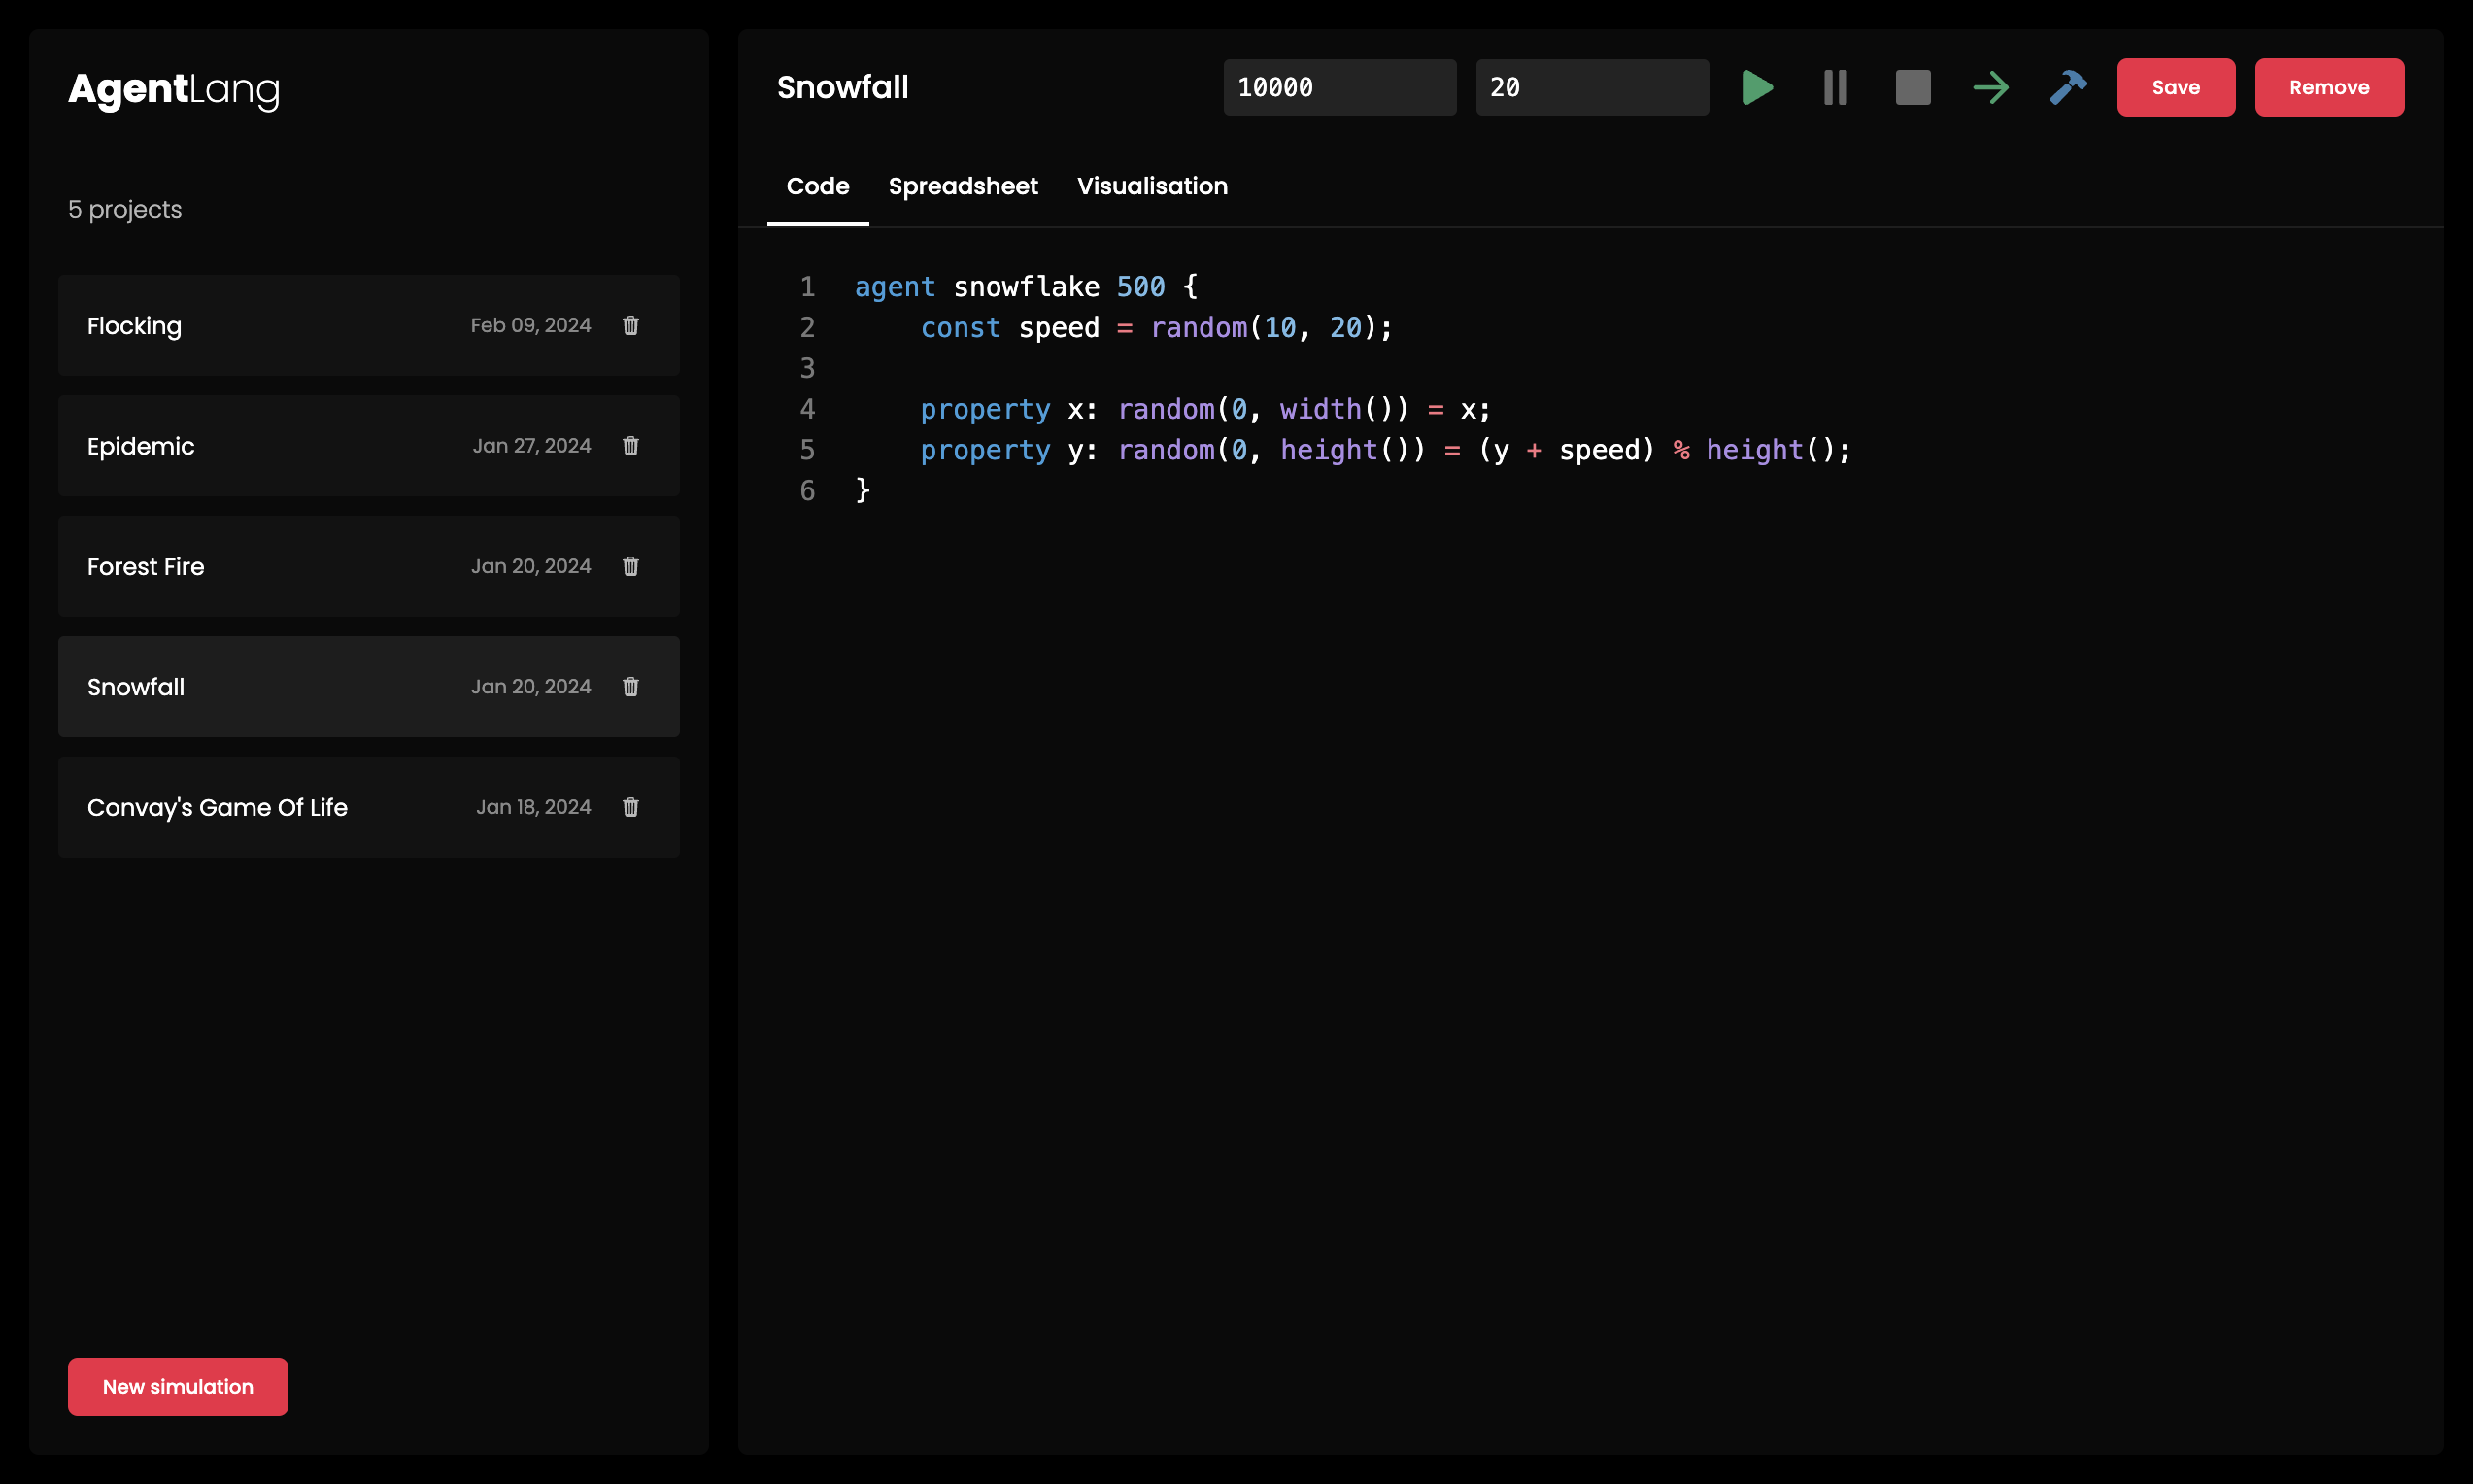 AgentLang
5 projects
Flocking Feb 09, 2024
Epidemic Jan 27, 2024
Forest Fire Jan 20, 2024
Snowfall Jan 20, 2024
Convay's Game Of Life Jan 18, 2024
New simulation
Snowfall 10000 20 Save Remove
Code Spreadsheet Visualisation
1 agent snowflake 500 {
2     const speed = random(10, 20);
3
4     property x: random(0, width()) = x;
5     property y: random(0, height()) = (y + speed) % height();
6 }